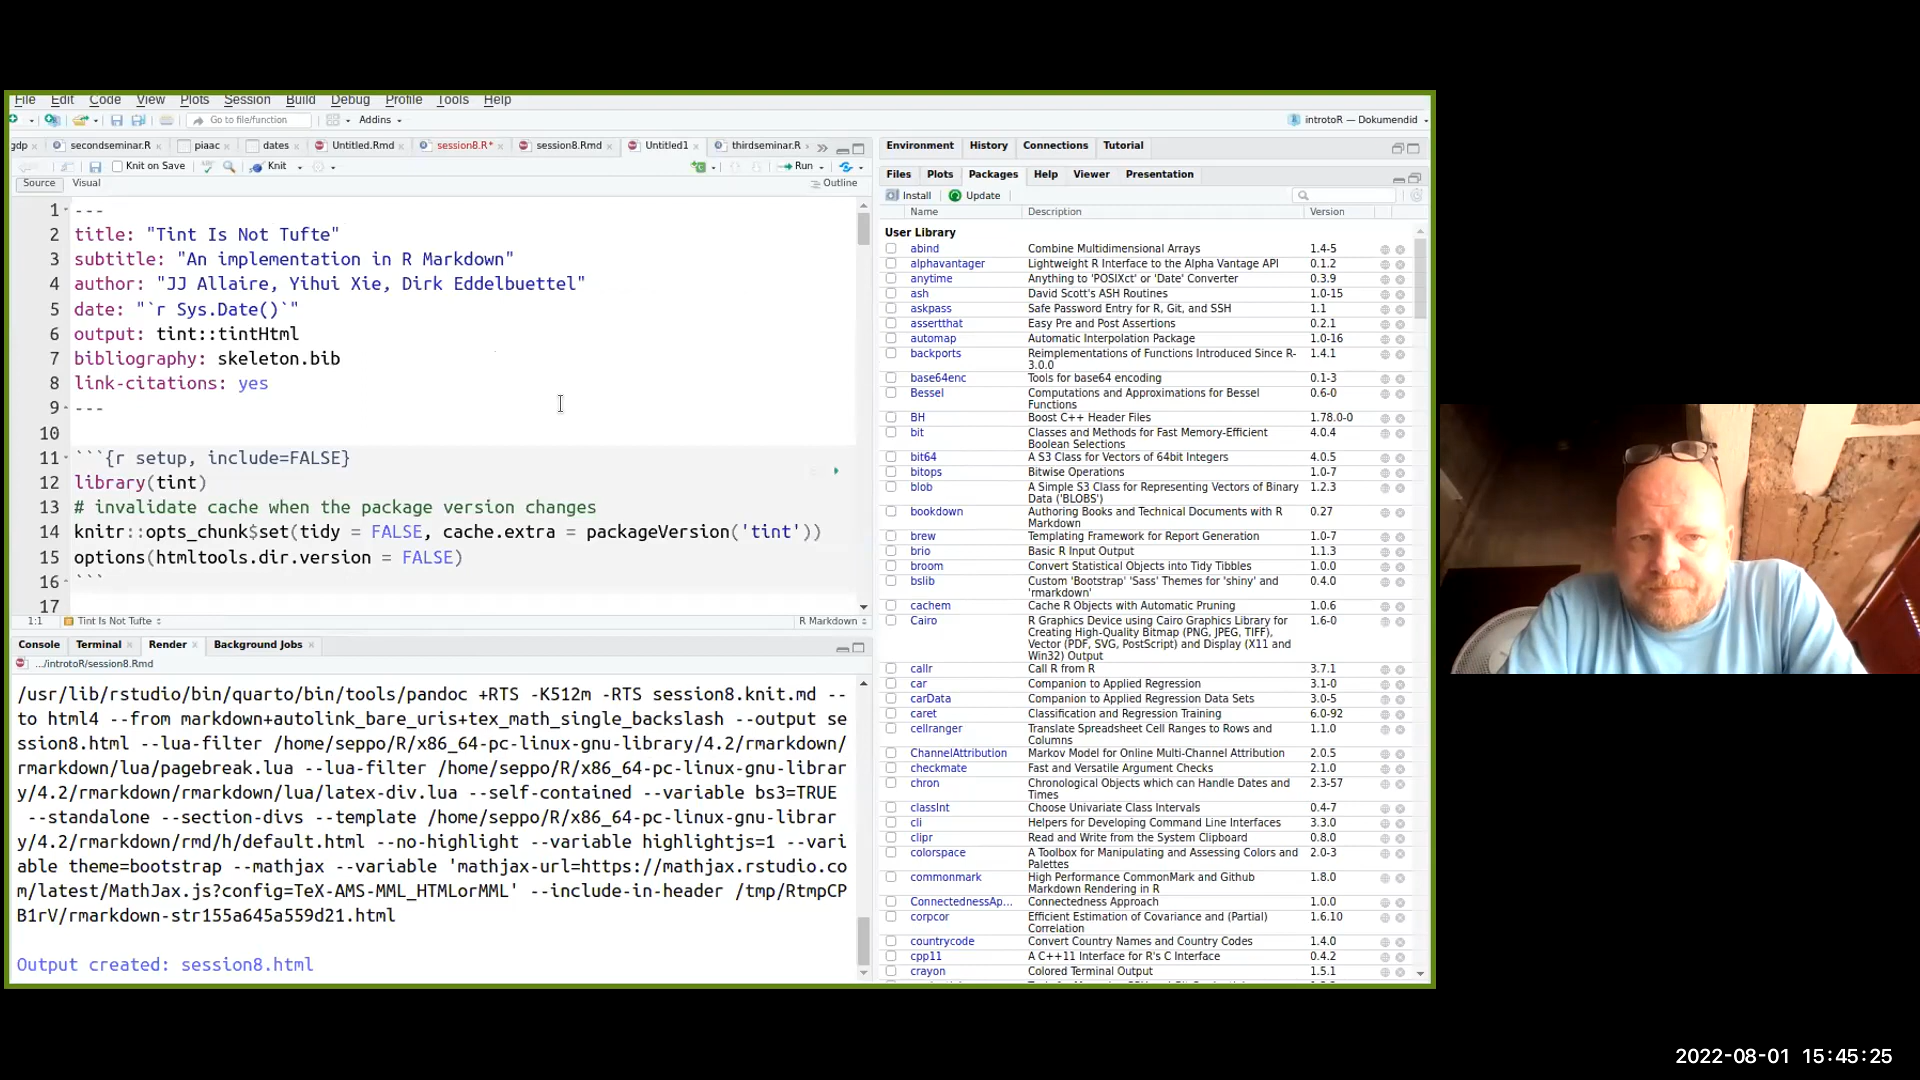 File Edit Code View Plots Session Build Debug Profile Tools Help
Go to file/function Addins introtoR — Dokumendid
gdp secondseminar.R piaac dates Untitled.Rmd session8.R* session8.Rmd Untitled1 thirdseminar.R
Knit on Save Knit Run
Source Visual Outline
1 ---
2 title: "Tint Is Not Tufte"
3 subtitle: "An implementation in R Markdown"
4 author: "JJ Allaire, Yihui Xie, Dirk Eddelbuettel"
5 date: "`r Sys.Date()`"
6 output: tint::tintHtml
7 bibliography: skeleton.bib
8 link-citations: yes
9 ---
10
11 ```{r setup, include=FALSE}
12 library(tint)
13 # invalidate cache when the package version changes
14 knitr::opts_chunk$set(tidy = FALSE, cache.extra = packageVersion('tint'))
15 options(htmltools.dir.version = FALSE)
16 ```
17
1:1 Tint Is Not Tufte R Markdown
Console Terminal Render Background Jobs
.../introtoR/session8.Rmd
/usr/lib/rstudio/bin/quarto/bin/tools/pandoc +RTS -K512m -RTS session8.knit.md --
to html4 --from markdown+autolink_bare_uris+tex_math_single_backslash --output se
ssion8.html --lua-filter /home/seppo/R/x86_64-pc-linux-gnu-library/4.2/rmarkdown/
rmarkdown/lua/pagebreak.lua --lua-filter /home/seppo/R/x86_64-pc-linux-gnu-librar
y/4.2/rmarkdown/rmarkdown/lua/latex-div.lua --self-contained --variable bs3=TRUE
--standalone --section-divs --template /home/seppo/R/x86_64-pc-linux-gnu-librar
y/4.2/rmarkdown/rmd/h/default.html --no-highlight --variable highlightjs=1 --vari
able theme=bootstrap --mathjax --variable 'mathjax-url=https://mathjax.rstudio.co
m/latest/MathJax.js?config=TeX-AMS-MML_HTMLorMML' --include-in-header /tmp/RtmpCP
B1rV/rmarkdown-str155a645a559d21.html
Output created: session8.html
Environment History Connections Tutorial
Files Plots Packages Help Viewer Presentation
Install Update
Name Description Version
User Library
abind Combine Multidimensional Arrays 1.4-5
alphavantager Lightweight R Interface to the Alpha Vantage API 0.1.2
anytime Anything to 'POSIXct' or 'Date' Converter 0.3.9
ash David Scott's ASH Routines 1.0-15
askpass Safe Password Entry for R, Git, and SSH 1.1
assertthat Easy Pre and Post Assertions 0.2.1
automap Automatic Interpolation Package 1.0-16
backports Reimplementations of Functions Introduced Since R- 1.4.1
3.0.0
base64enc Tools for base64 encoding 0.1-3
Bessel Computations and Approximations for Bessel 0.6-0
Functions
BH Boost C++ Header Files 1.78.0-0
bit Classes and Methods for Fast Memory-Efficient 4.0.4
Boolean Selections
bit64 A S3 Class for Vectors of 64bit Integers 4.0.5
bitops Bitwise Operations 1.0-7
blob A Simple S3 Class for Representing Vectors of Binary 1.2.3
Data ('BLOBS')
bookdown Authoring Books and Technical Documents with R 0.27
Markdown
brew Templating Framework for Report Generation 1.0-7
brio Basic R Input Output 1.1.3
broom Convert Statistical Objects into Tidy Tibbles 1.0.0
bslib Custom 'Bootstrap' 'Sass' Themes for 'shiny' and 0.4.0
'rmarkdown'
cachem Cache R Objects with Automatic Pruning 1.0.6
Cairo R Graphics Device using Cairo Graphics Library for 1.6-0
Creating High-Quality Bitmap (PNG, JPEG, TIFF),
Vector (PDF, SVG, PostScript) and Display (X11 and
Win32) Output
callr Call R from R 3.7.1
car Companion to Applied Regression 3.1-0
carData Companion to Applied Regression Data Sets 3.0-5
caret Classification and Regression Training 6.0-92
cellranger Translate Spreadsheet Cell Ranges to Rows and 1.1.0
Columns
ChannelAttribution Markov Model for Online Multi-Channel Attribution 2.0.5
checkmate Fast and Versatile Argument Checks 2.1.0
chron Chronological Objects which can Handle Dates and 2.3-57
Times
classInt Choose Univariate Class Intervals 0.4-7
cli Helpers for Developing Command Line Interfaces 3.3.0
clipr Read and Write from the System Clipboard 0.8.0
colorspace A Toolbox for Manipulating and Assessing Colors and 2.0-3
Palettes
commonmark High Performance CommonMark and Github 1.8.0
Markdown Rendering in R
ConnectednessAp... Connectedness Approach 1.0.0
corpcor Efficient Estimation of Covariance and (Partial) 1.6.10
Correlation
countrycode Convert Country Names and Country Codes 1.4.0
cpp11 A C++11 Interface for R's C Interface 0.4.2
crayon Colored Terminal Output 1.5.1
2022-08-01 15:45:25